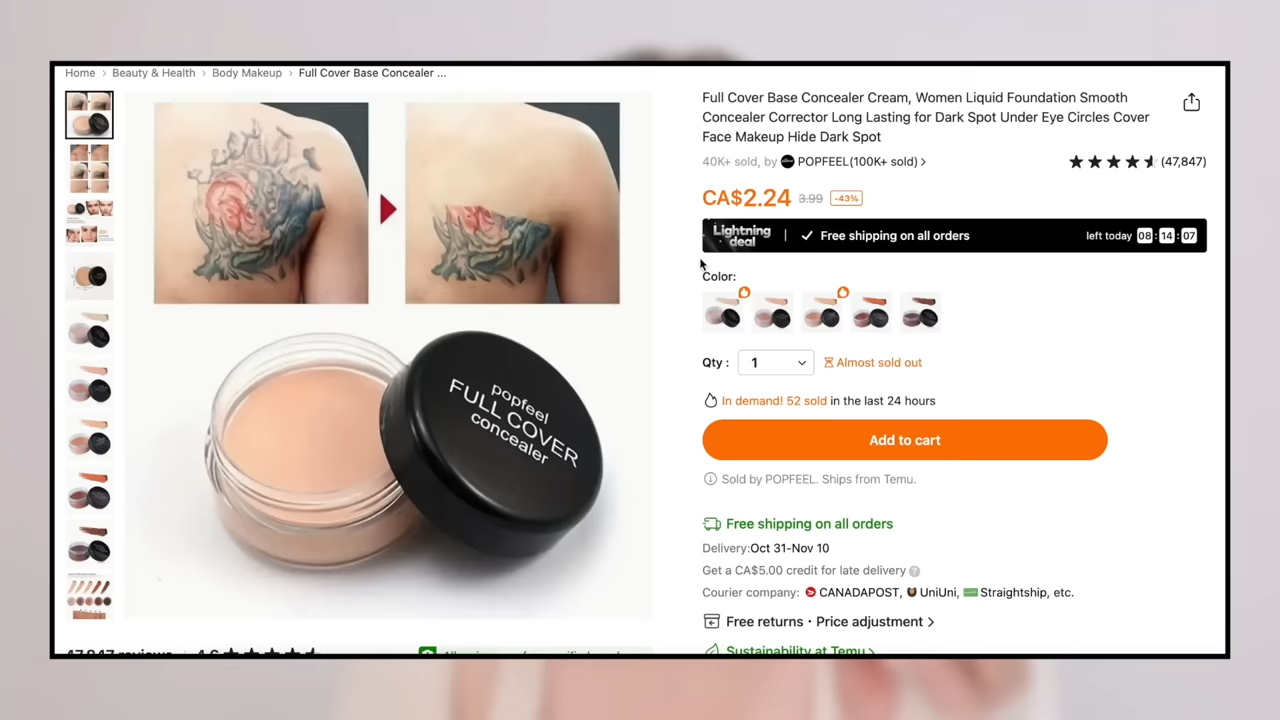 Home > Beauty & Health > Body Makeup > Full Cover Base Concealer ...
Full Cover Base Concealer Cream, Women Liquid Foundation Smooth
Concealer Corrector Long Lasting for Dark Spot Under Eye Circles Cover
Face Makeup Hide Dark Spot
40K+ sold, by POPFEEL(100K+ sold) >
(47,847)
CA$2.24 3.99 -43%
Lightning
deal
Free shipping on all orders
left today 08:14:07
Color:
Qty : 1 Almost sold out
In demand! 52 sold in the last 24 hours
Add to cart
Sold by POPFEEL. Ships from Temu.
Free shipping on all orders
Delivery:Oct 31-Nov 10
Get a CA$5.00 credit for late delivery ?
Courier company: CANADAPOST, UniUni, Straightship, etc.
Free returns · Price adjustment >
Sustainability at Temu >
popfeel
FULL COVER
concealer
47,847 reviews 4.6